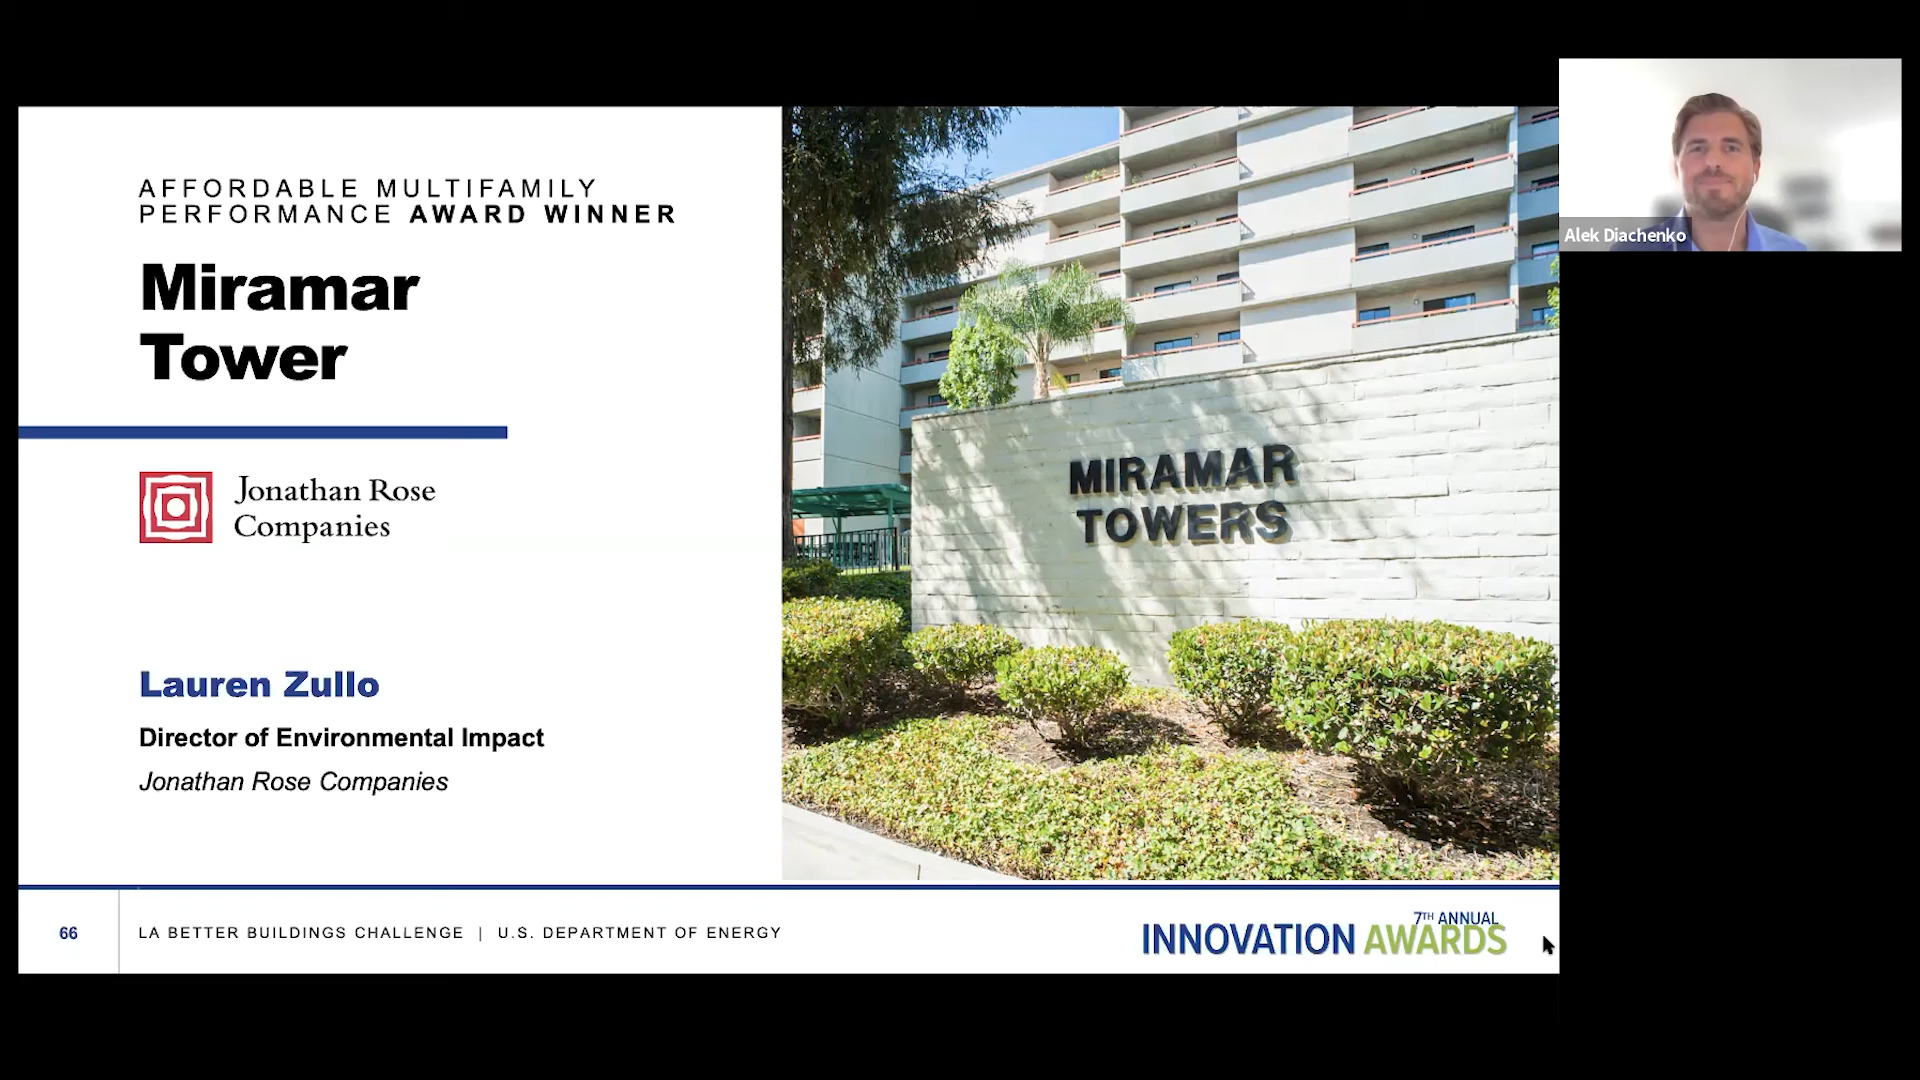 AFFORDABLE MULTIFAMILY
PERFORMANCE AWARD WINNER
Miramar
Tower
Jonathan Rose
Companies
Lauren Zullo
Director of Environmental Impact
Jonathan Rose Companies
MIRAMAR
TOWERS
Alek Diachenko
66
LA BETTER BUILDINGS CHALLENGE | U.S. DEPARTMENT OF ENERGY
7TH ANNUAL
INNOVATION AWARDS